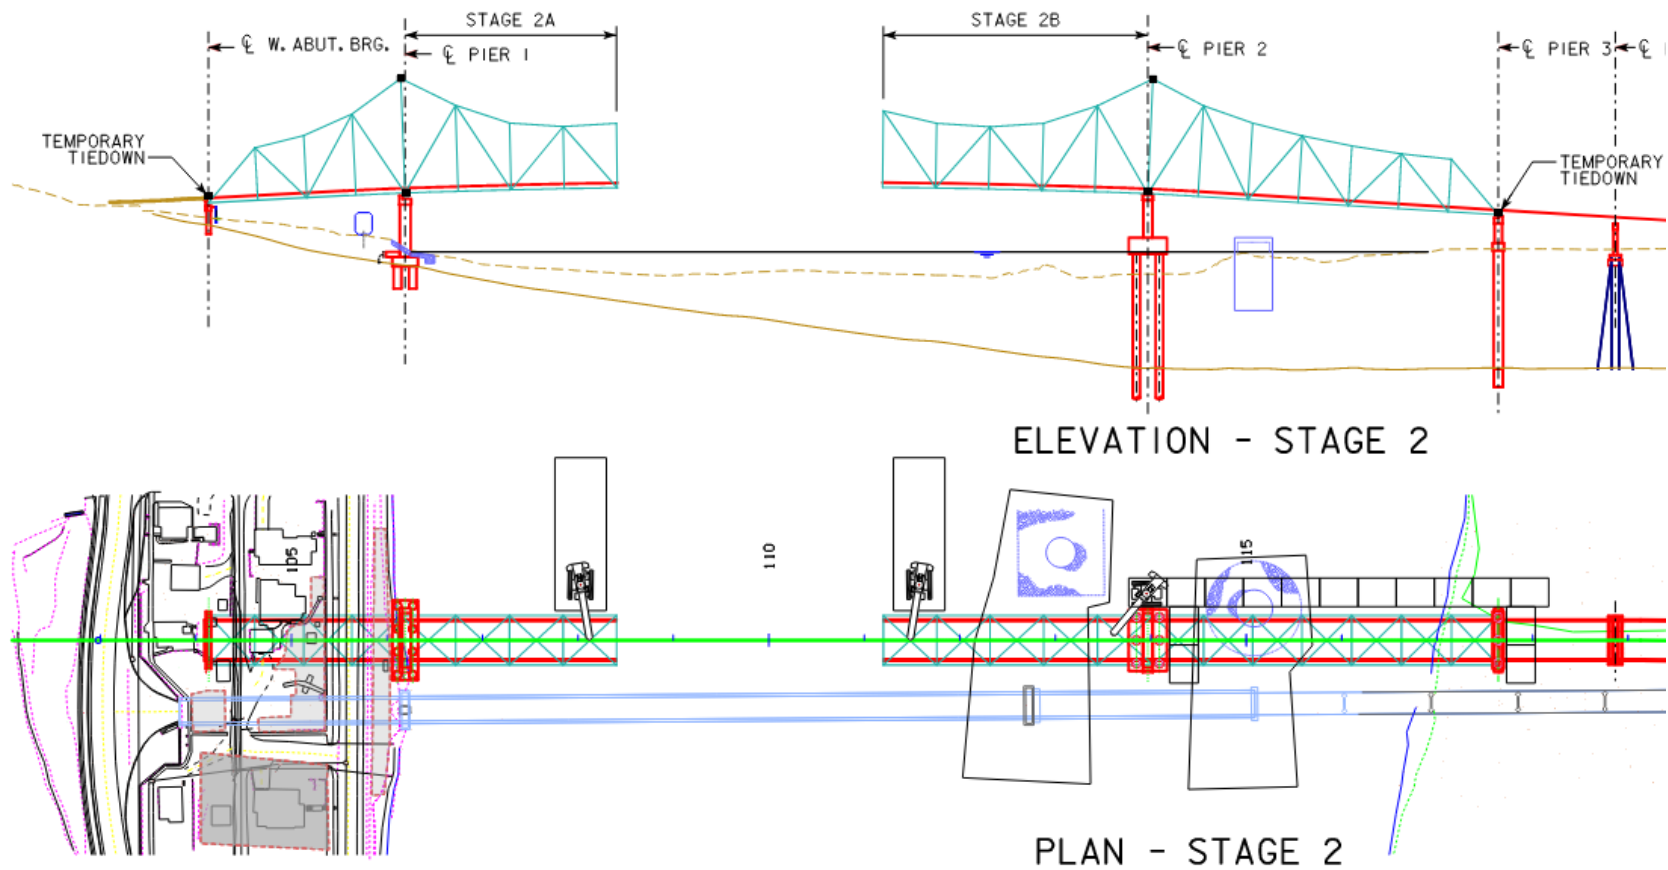 STAGE 2A
STAGE 2B
℄ W. ABUT. BRG.
℄ PIER 1
℄ PIER 2
℄ PIER 3
℄
TEMPORARY
TIEDOWN
TEMPORARY
TIEDOWN
ELEVATION - STAGE 2
105
110
115
PLAN - STAGE 2